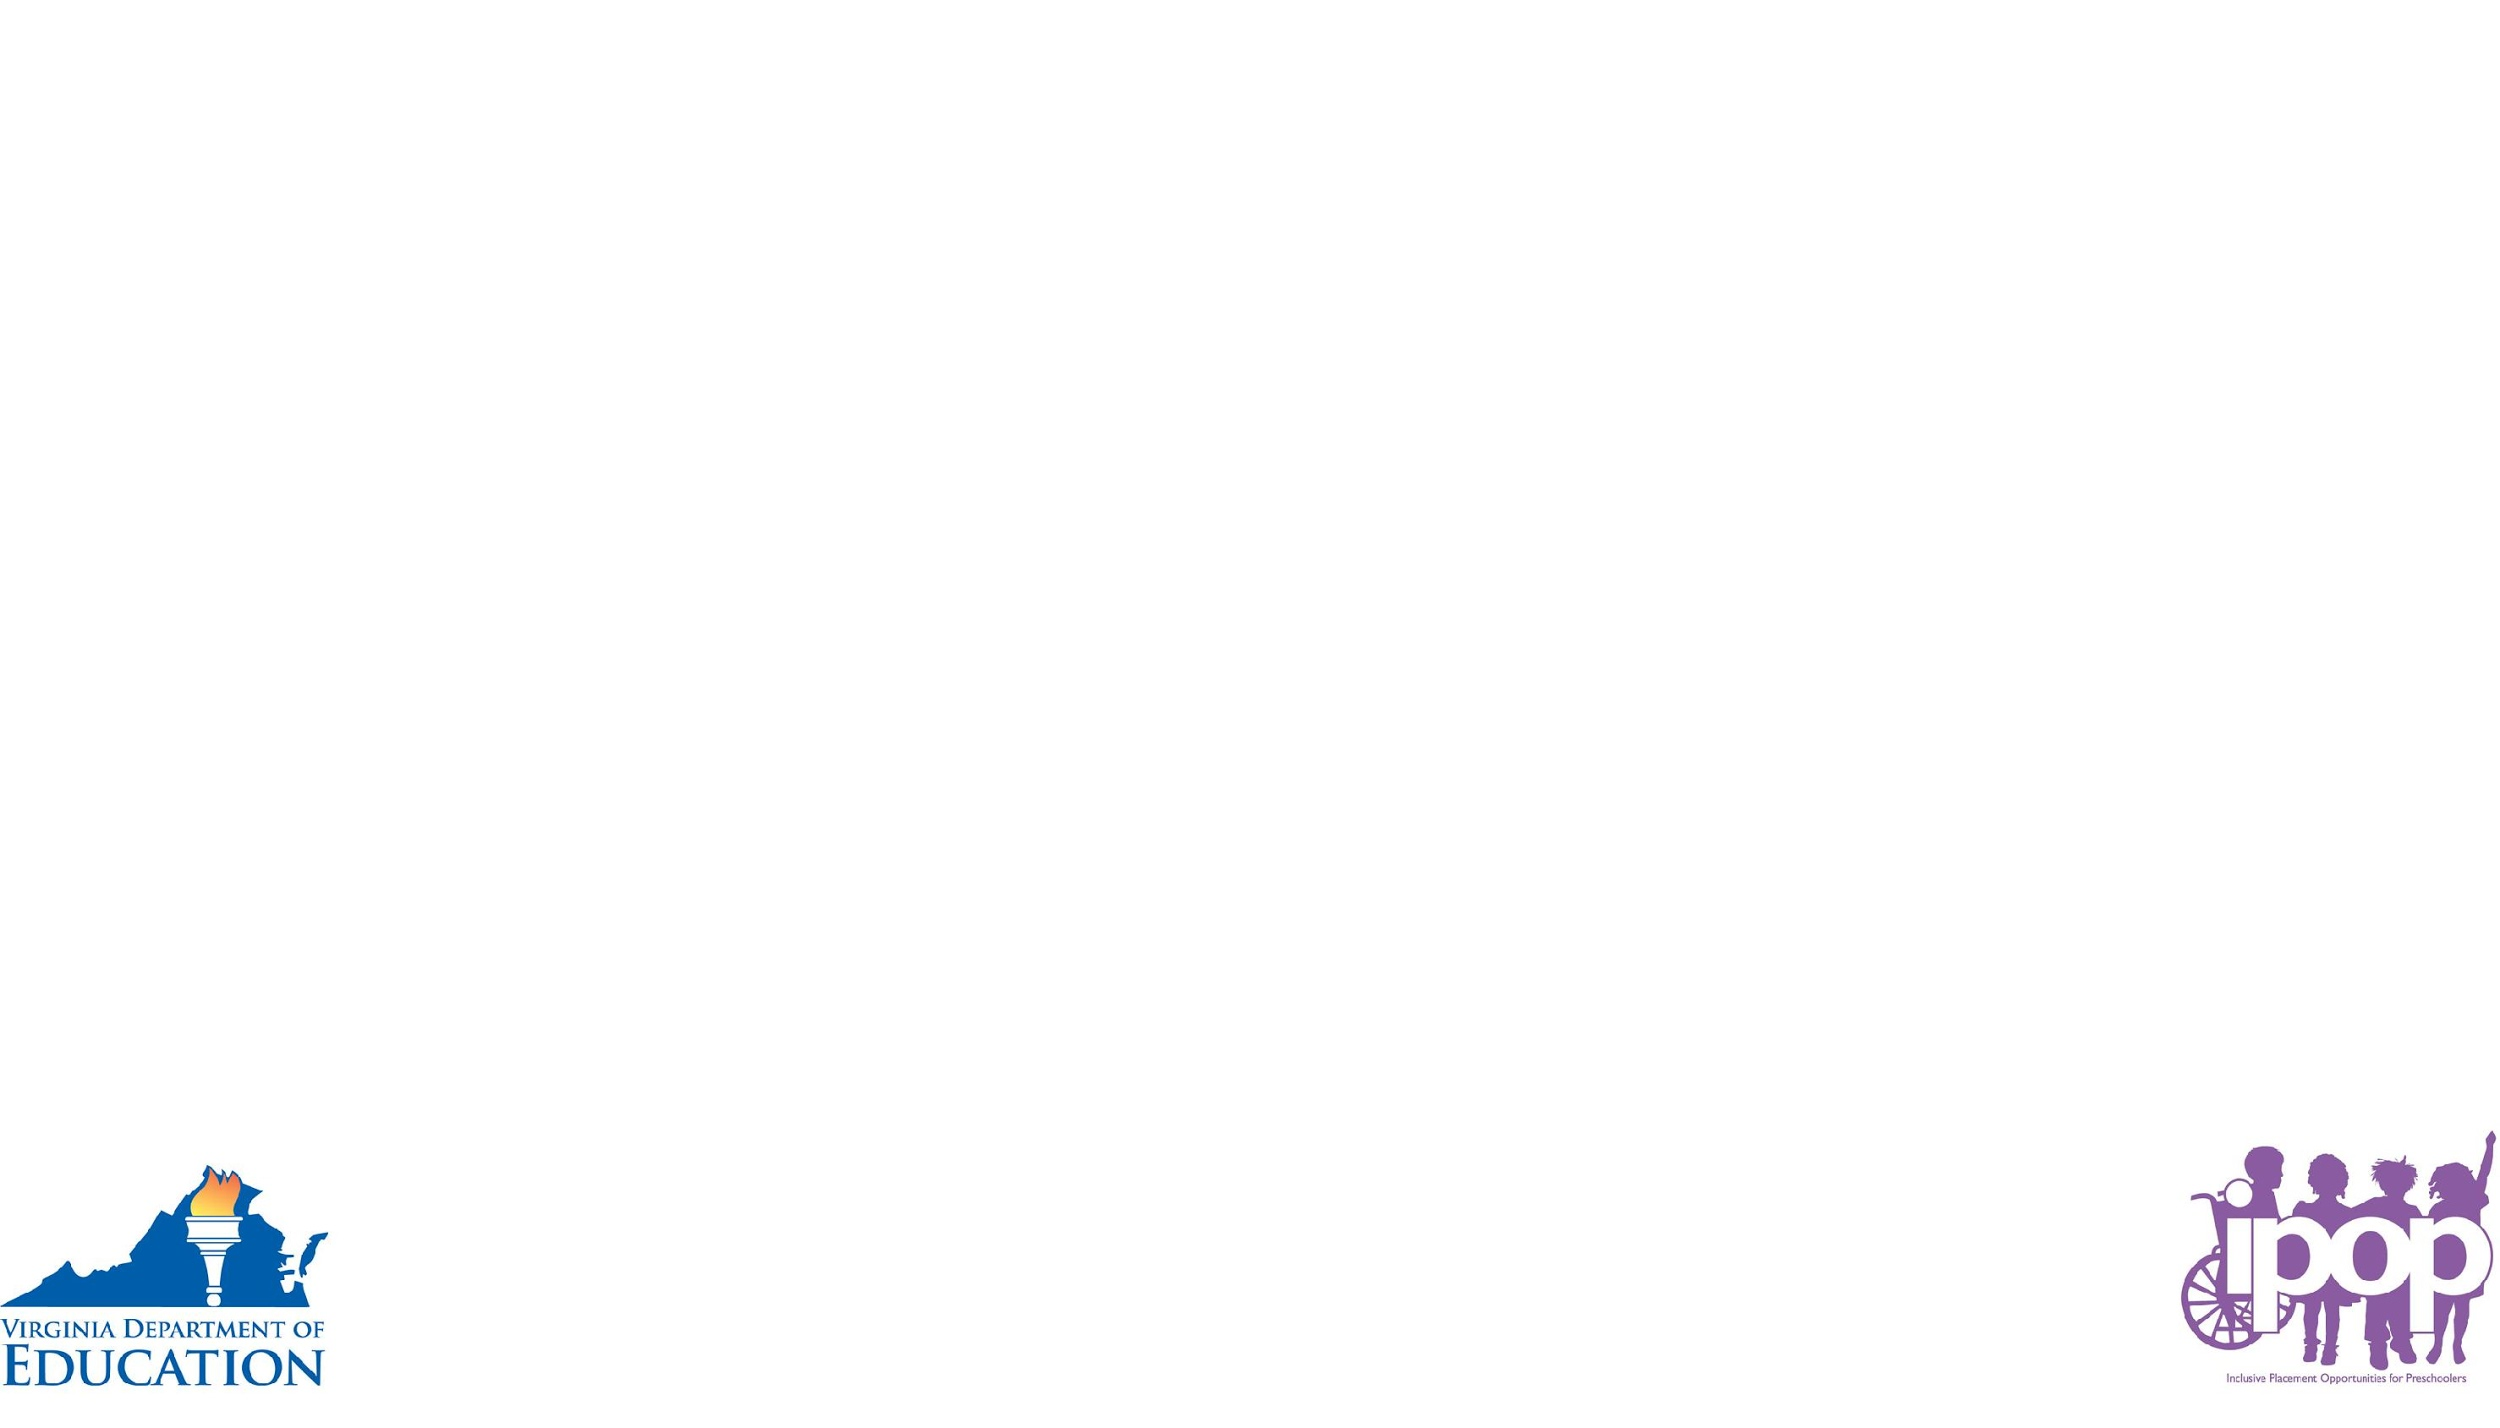 VIRGINIA DEPARTMENT OF
EDUCATION
ipop
Inclusive Placement Opportunities for Preschoolers